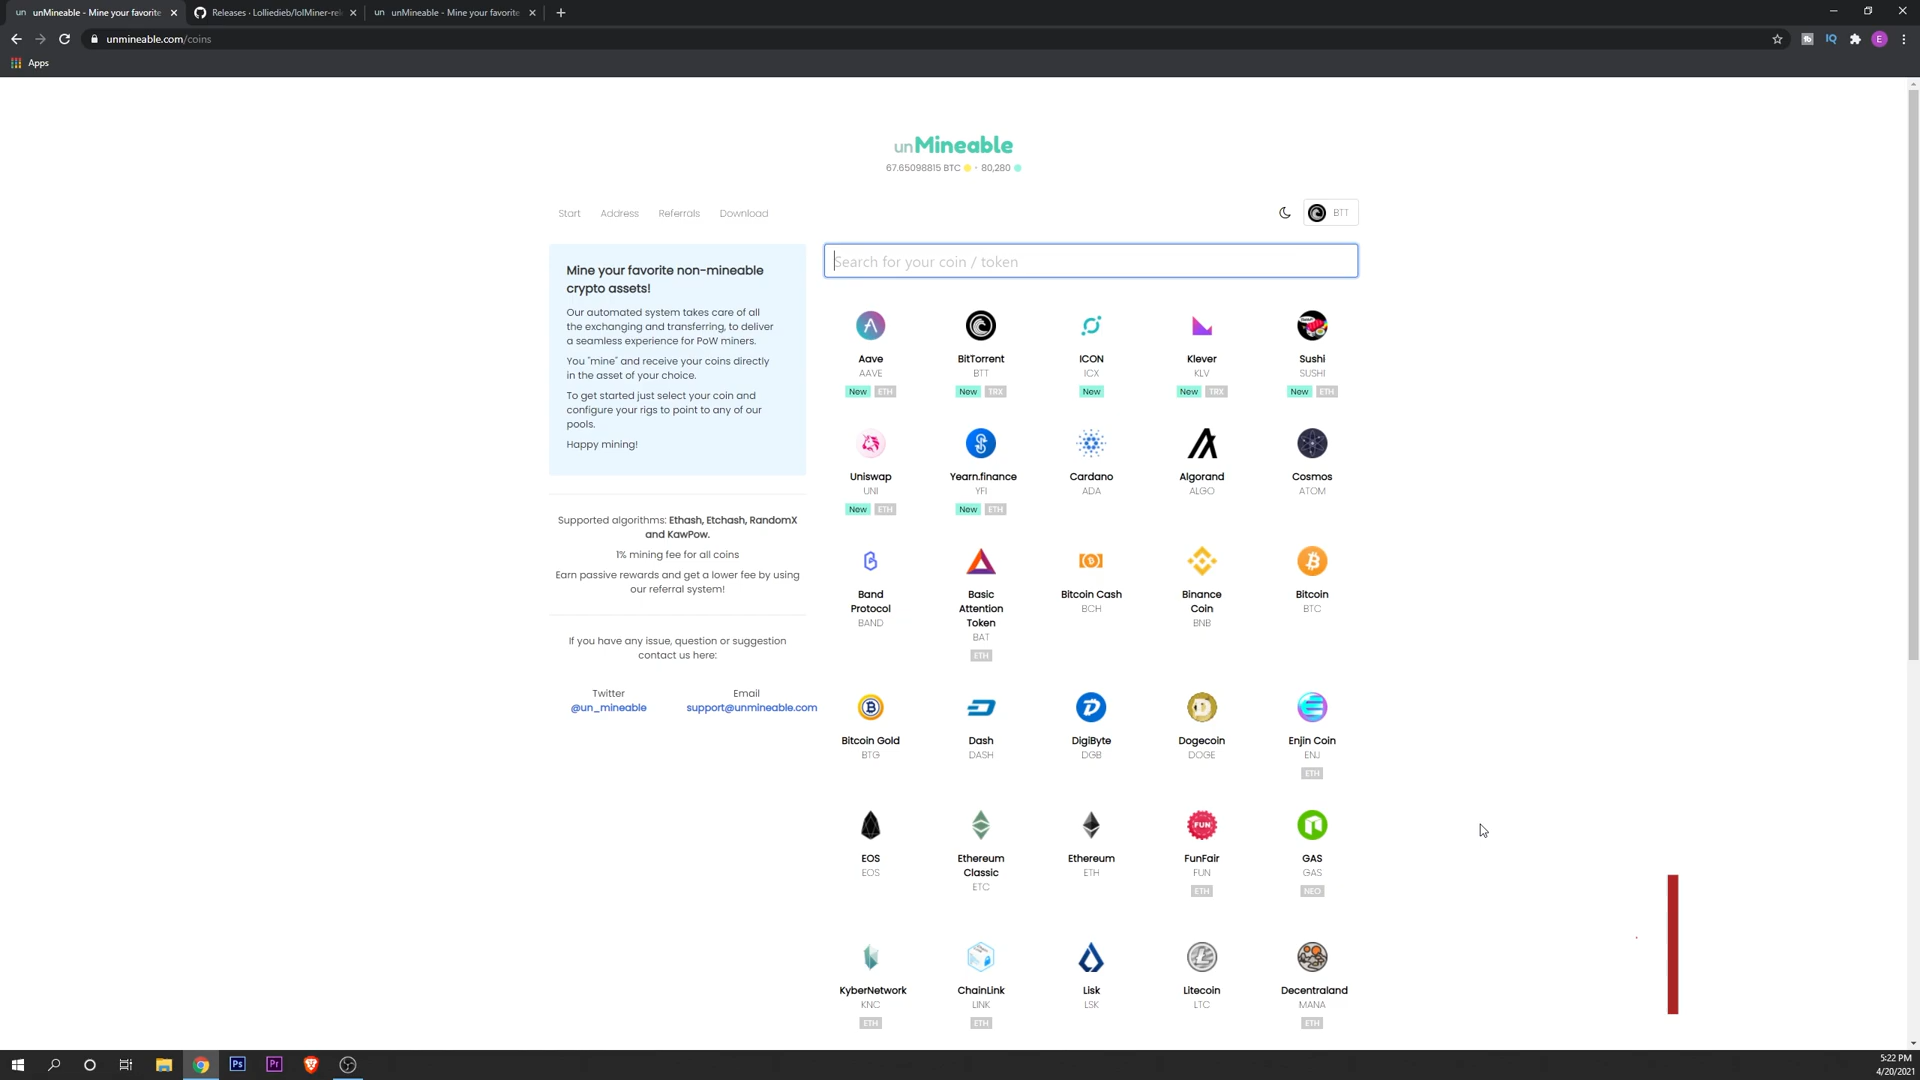 unMineable - Mine your favorite
Releases · Lolliedieb/lolMiner-rel
unMineable - Mine your favorite
unmineable.com/coins
Apps
unMineable
67.65098815 BTC - 80,280
Start Address Referrals Download
BTT
Mine your favorite non-mineable
crypto assets!
Our automated system takes care of all
the exchanging and transferring, to deliver
a seamless experience for PoW miners.
You "mine" and receive your coins directly
in the asset of your choice.
To get started just select your coin and
configure your rigs to point to any of our
pools.
Happy mining!
Supported algorithms: Ethash, Etchash, RandomX
and KawPow.
1% mining fee for all coins
Earn passive rewards and get a lower fee by using
our referral system!
If you have any issue, question or suggestion
contact us here:
Twitter
@un_mineable
Email
support@unmineable.com
Search for your coin / token
Aave
AAVE
New ETH
BitTorrent
BTT
New TRX
ICON
ICX
New
Klever
KLV
New TRX
Sushi
SUSHI
New ETH
Uniswap
UNI
New ETH
Yearn.finance
YFI
New ETH
Cardano
ADA
Algorand
ALGO
Cosmos
ATOM
Band
Protocol
BAND
Basic
Attention
Token
BAT
ETH
Bitcoin Cash
BCH
Binance
Coin
BNB
Bitcoin
BTC
Bitcoin Gold
BTG
Dash
DASH
DigiByte
DGB
Dogecoin
DOGE
Enjin Coin
ENJ
ETH
EOS
EOS
Ethereum
Classic
ETC
Ethereum
ETH
FUN
FunFair
FUN
ETH
GAS
GAS
NEO
KyberNetwork
KNC
ETH
ChainLink
LINK
ETH
Lisk
LSK
Litecoin
LTC
Decentraland
MANA
ETH
IQ
E
Ps
Pr
5:22 PM
4/20/2021